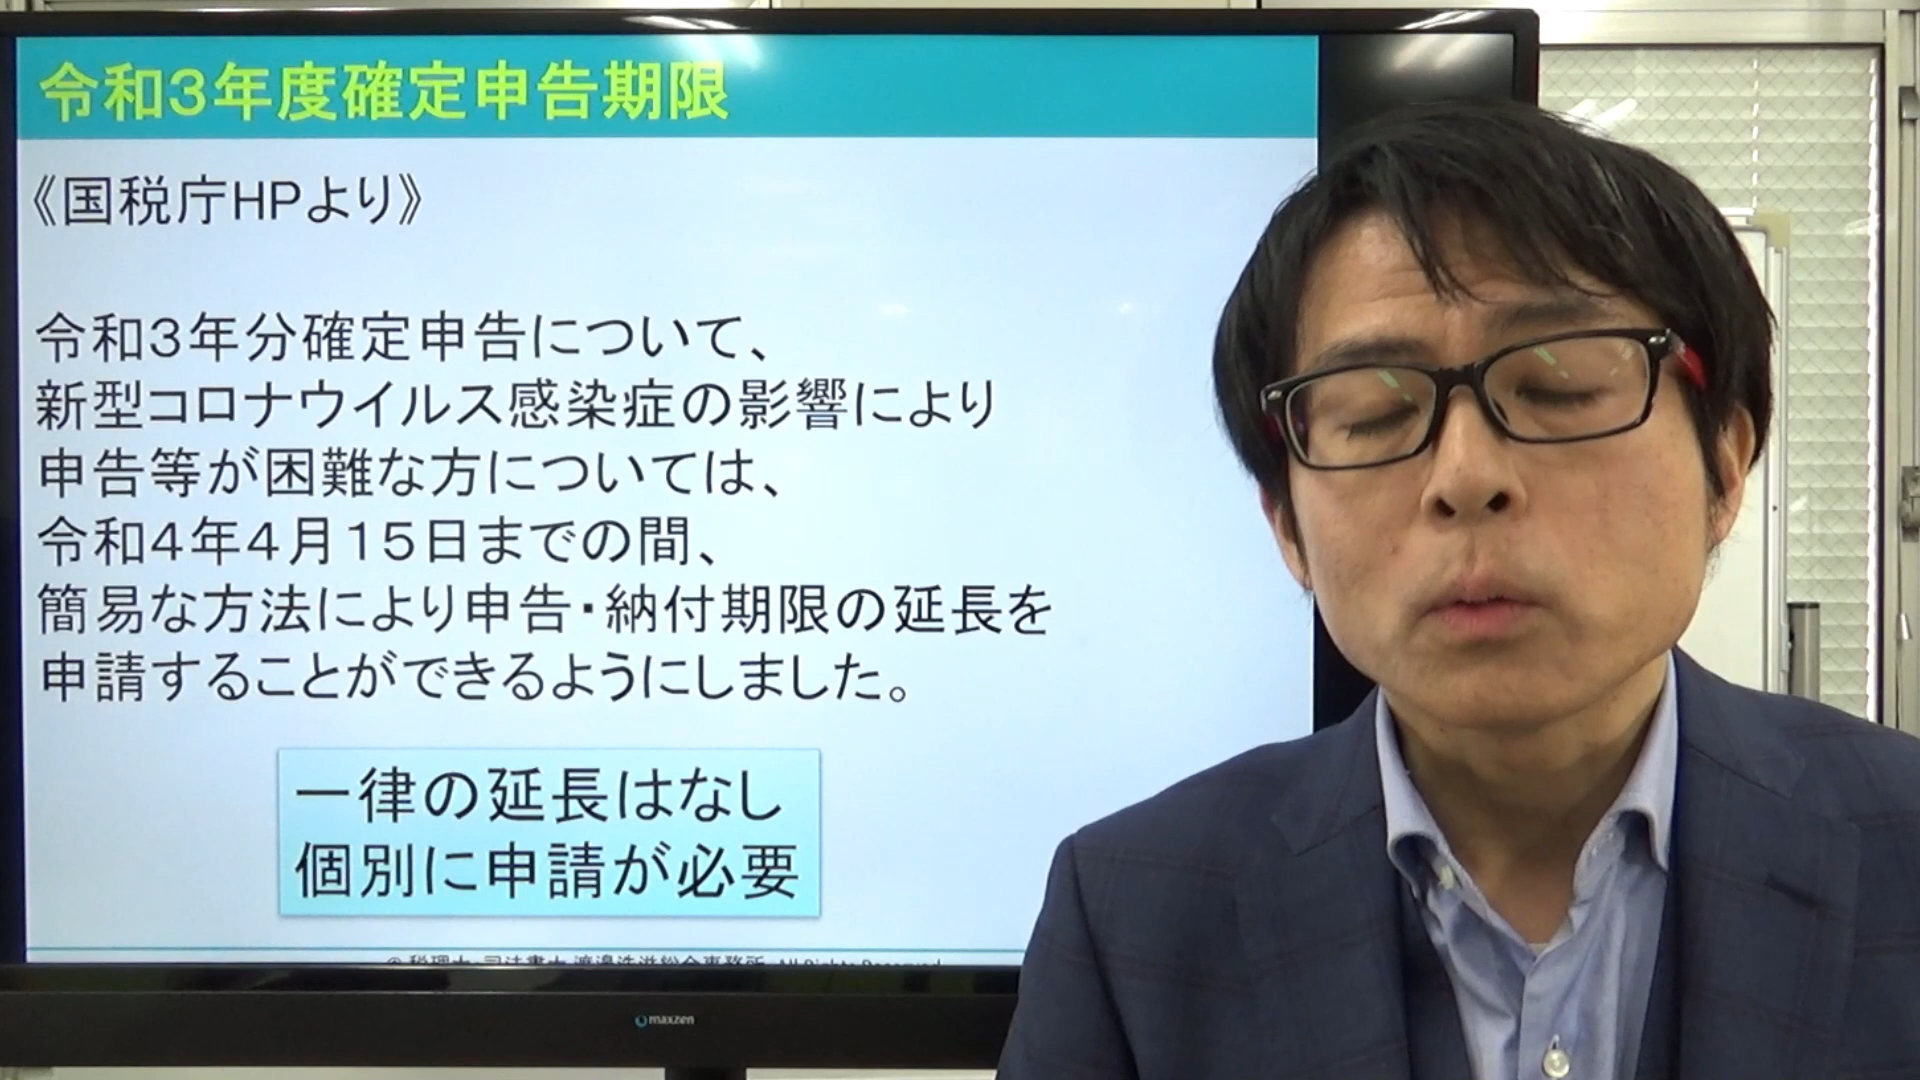 令和３年度確定申告期限
《国税庁HPより》
令和３年分確定申告について、
新型コロナウイルス感染症の影響により
申告等が困難な方については、
令和４年４月１５日までの間、
簡易な方法により申告・納付期限の延長を
申請することができるようにしました。
一律の延長はなし
個別に申請が必要
maxzen